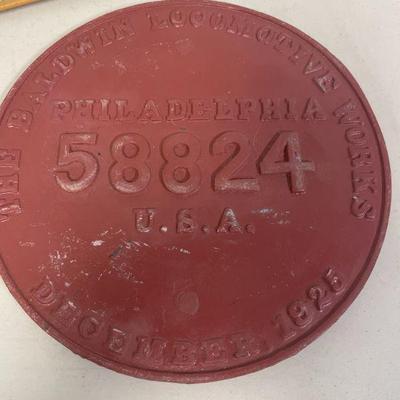 THE BALDWIN LOCOMOTIVE WORKS
PHILADELPHIA
58824
U.S.A.
DECEMBER, 1925